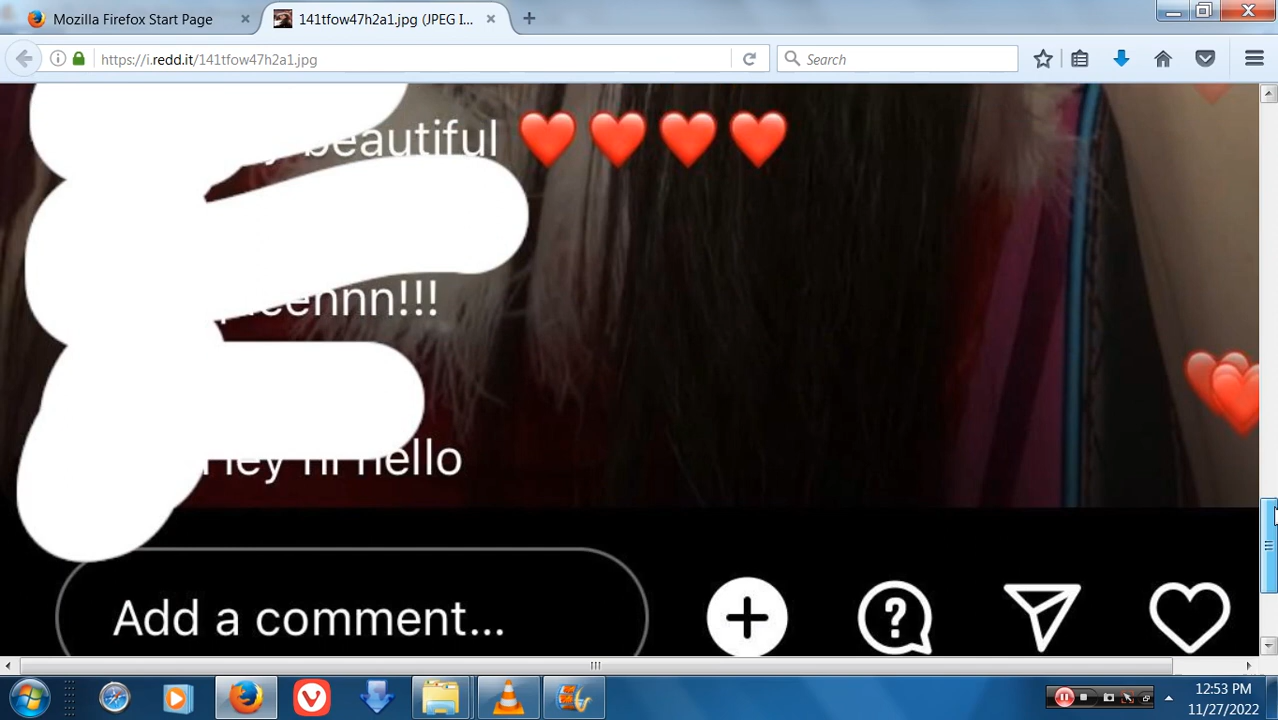 Mozilla Firefox Start Page
141tfow47h2a1.jpg (JPEG I...
https://i.redd.it/141tfow47h2a1.jpg
Search
beautiful ❤️ ❤️ ❤️ ❤️
Hey hi hello
Add a comment...
12:53 PM
11/27/2022